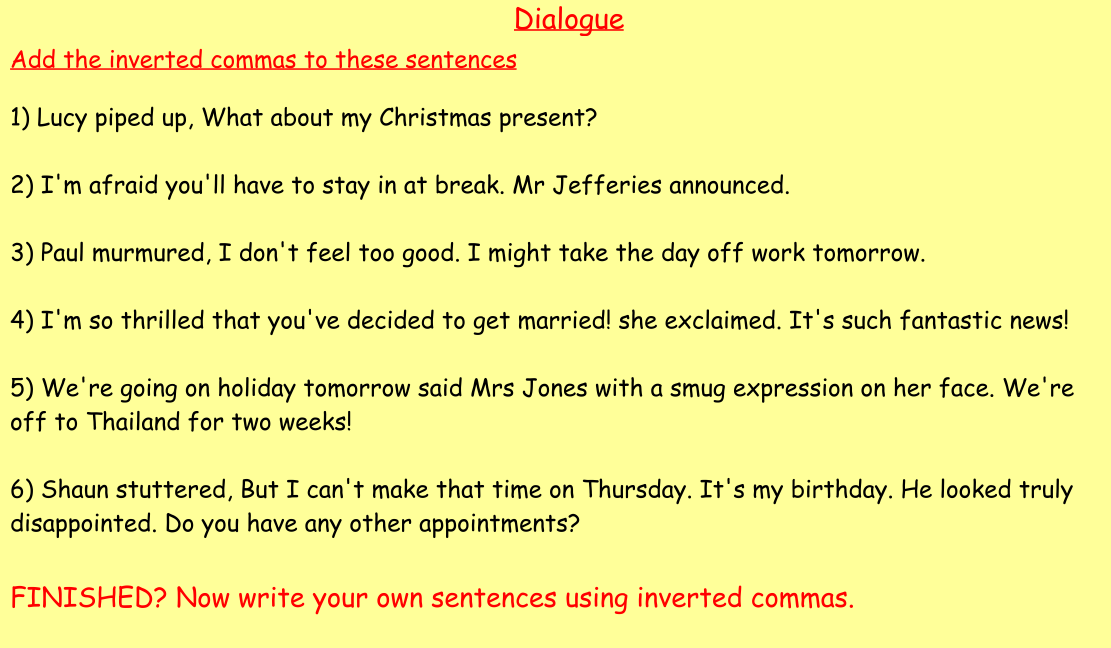 Dialogue
Add the inverted commas to these sentences
1) Lucy piped up, What about my Christmas present?
2) I'm afraid you'll have to stay in at break. Mr Jefferies announced.
3) Paul murmured, I don't feel too good. I might take the day off work tomorrow.
4) I'm so thrilled that you've decided to get married! she exclaimed. It's such fantastic news!
5) We're going on holiday tomorrow said Mrs Jones with a smug expression on her face. We're
off to Thailand for two weeks!
6) Shaun stuttered, But I can't make that time on Thursday. It's my birthday. He looked truly
disappointed. Do you have any other appointments?
FINISHED? Now write your own sentences using inverted commas.